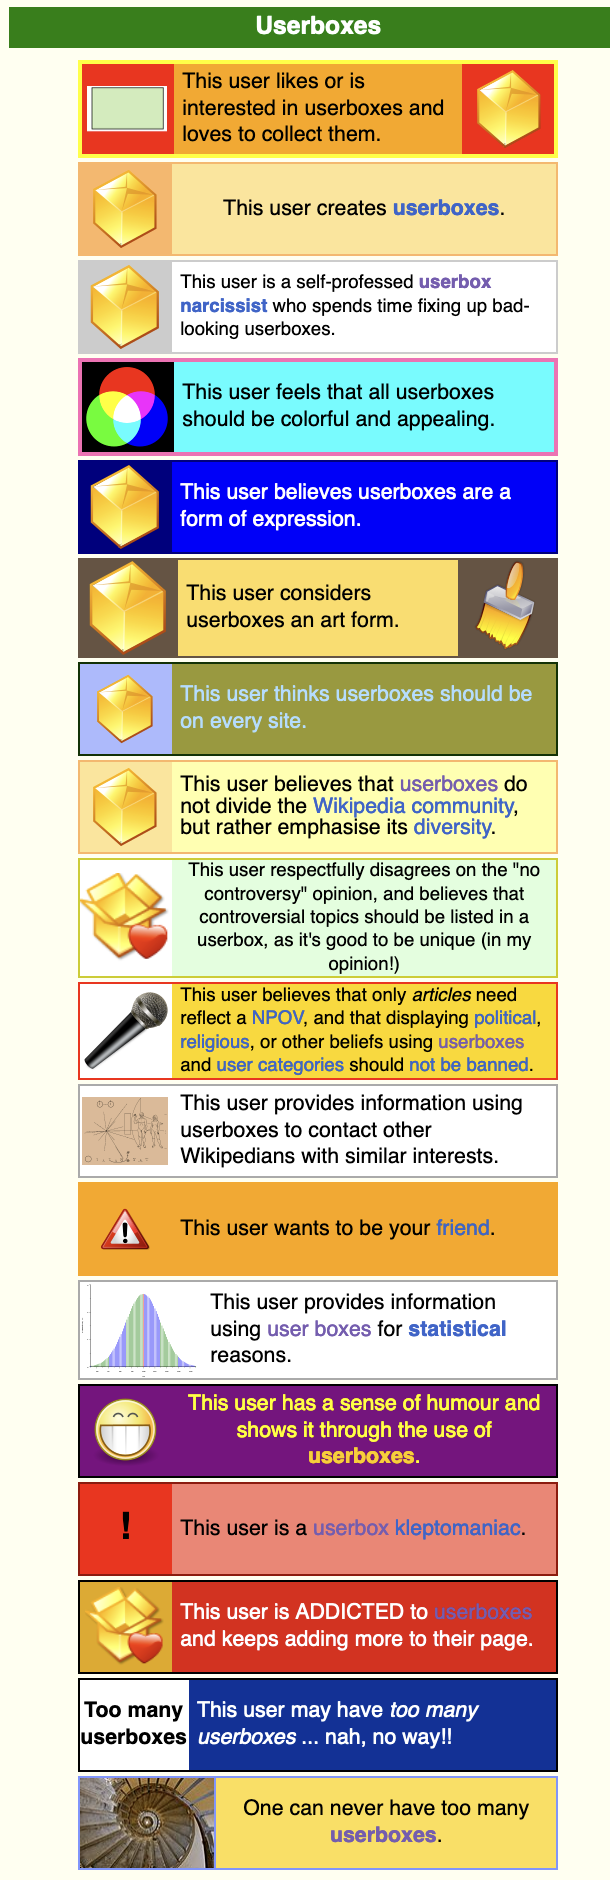 Userboxes
This user likes or is
interested in userboxes and
loves to collect them.
This user creates userboxes.
This user is a self-professed userbox
narcissist who spends time fixing up bad-
looking userboxes.
This user feels that all userboxes
should be colorful and appealing.
This user believes userboxes are a
form of expression.
This user considers
userboxes an art form.
This user thinks userboxes should be
on every site.
This user believes that userboxes do
not divide the Wikipedia community,
but rather emphasise its diversity.
This user respectfully disagrees on the "no
controversy" opinion, and believes that
controversial topics should be listed in a
userbox, as it's good to be unique (in my
opinion!)
This user believes that only articles need
reflect a NPOV, and that displaying political,
religious, or other beliefs using userboxes
and user categories should not be banned.
This user provides information using
userboxes to contact other
Wikipedians with similar interests.
!
This user wants to be your friend.
This user provides information
using user boxes for statistical
reasons.
This user has a sense of humour and
shows it through the use of
userboxes.
!
This user is a userbox kleptomaniac.
This user is ADDICTED to userboxes
and keeps adding more to their page.
Too many
userboxes
This user may have too many
userboxes ... nah, no way!!
One can never have too many
userboxes.